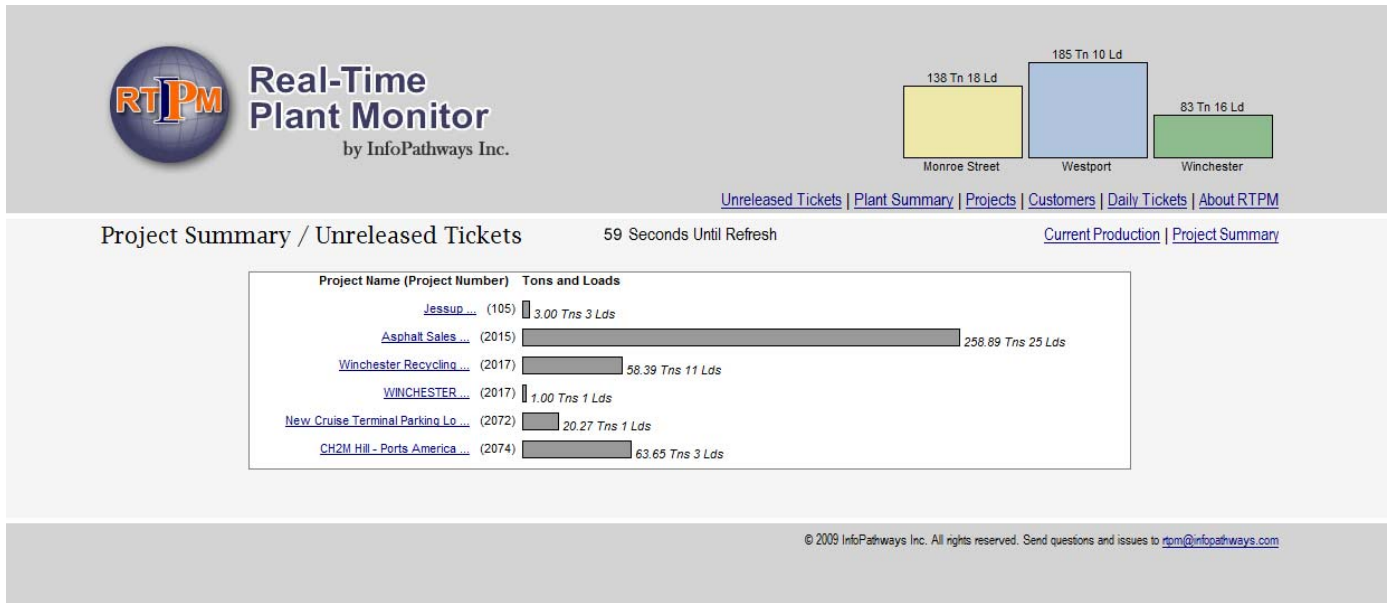 RTPM
Real-Time
Plant Monitor
by InfoPathways Inc.
138 Tn 18 Ld
185 Tn 10 Ld
83 Tn 16 Ld
Monroe Street Westport Winchester
Unreleased Tickets | Plant Summary | Projects | Customers | Daily Tickets | About RTPM
Project Summary / Unreleased Tickets 59 Seconds Until Refresh Current Production | Project Summary
Project Name (Project Number) Tons and Loads
Jessup ... (105) 3.00 Tns 3 Lds
Asphalt Sales ... (2015) 258.89 Tns 25 Lds
Winchester Recycling ... (2017) 58.39 Tns 11 Lds
WINCHESTER ... (2017) 1.00 Tns 1 Lds
New Cruise Terminal Parking Lo ... (2072) 20.27 Tns 1 Lds
CH2M Hill - Ports America ... (2074) 63.65 Tns 3 Lds
© 2009 InfoPathways Inc. All rights reserved. Send questions and issues to rtpm@infopathways.com